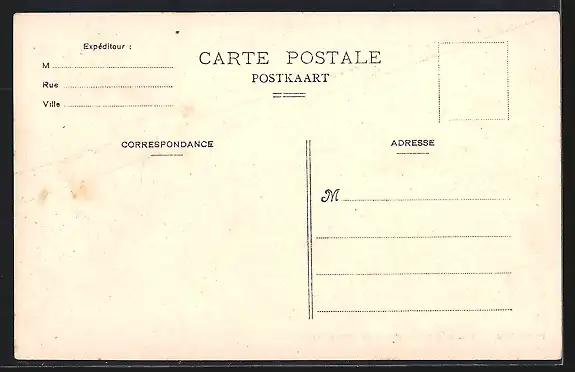 Expéditeur :
M
Rue
Ville
CARTE POSTALE
POSTKAART
CORRESPONDANCE
ADRESSE
M